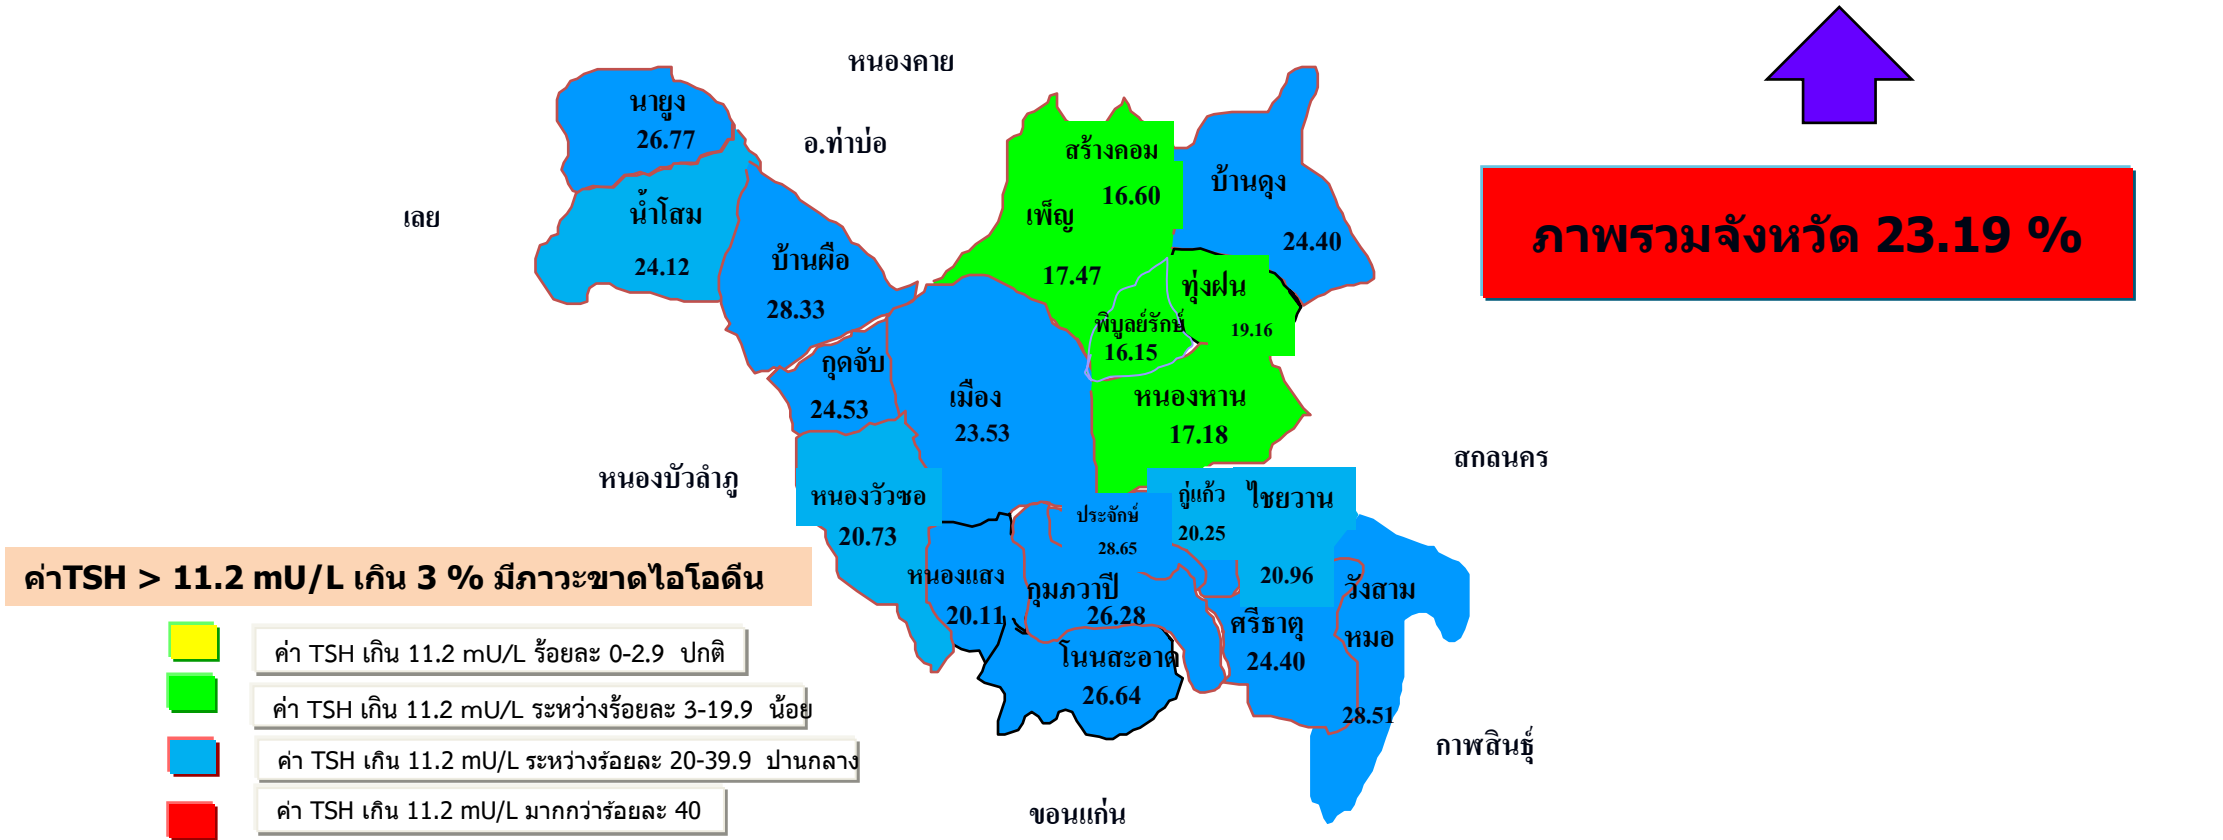 หนองคาย
นายูง
26.77
อ.ท่าบ่อ
สร้างคอม
16.60
บ้านดุง
24.40
เลย
น้ำโสม
24.12
เพ็ญ
17.47
บ้านผือ
28.33
ทุ่งฝน
19.16
พิบูลย์รักษ์
16.15
ภาพรวมจังหวัด 23.19 %
กุดจับ
24.53
เมือง
23.53
หนองหาน
17.18
หนองบัวลำภู
สกลนคร
หนองวัวซอ
20.73
ประจักษ์
28.65
กู่แก้ว
20.25
ไชยวาน
20.96
หนองแสง
20.11
กุมภวาปี
26.28
วังสาม
หมอ
28.51
ศรีธาตุ
24.40
โนนสะอาด
26.64
กาฬสินธุ์
ขอนแก่น
ค่าTSH > 11.2 mU/L เกิน 3 % มีภาวะขาดไอโอดีน
ค่า TSH เกิน 11.2 mU/L ร้อยละ 0-2.9 ปกติ
ค่า TSH เกิน 11.2 mU/L ระหว่างร้อยละ 3-19.9 น้อย
ค่า TSH เกิน 11.2 mU/L ระหว่างร้อยละ 20-39.9 ปานกลาง
ค่า TSH เกิน 11.2 mU/L มากกว่าร้อยละ 40